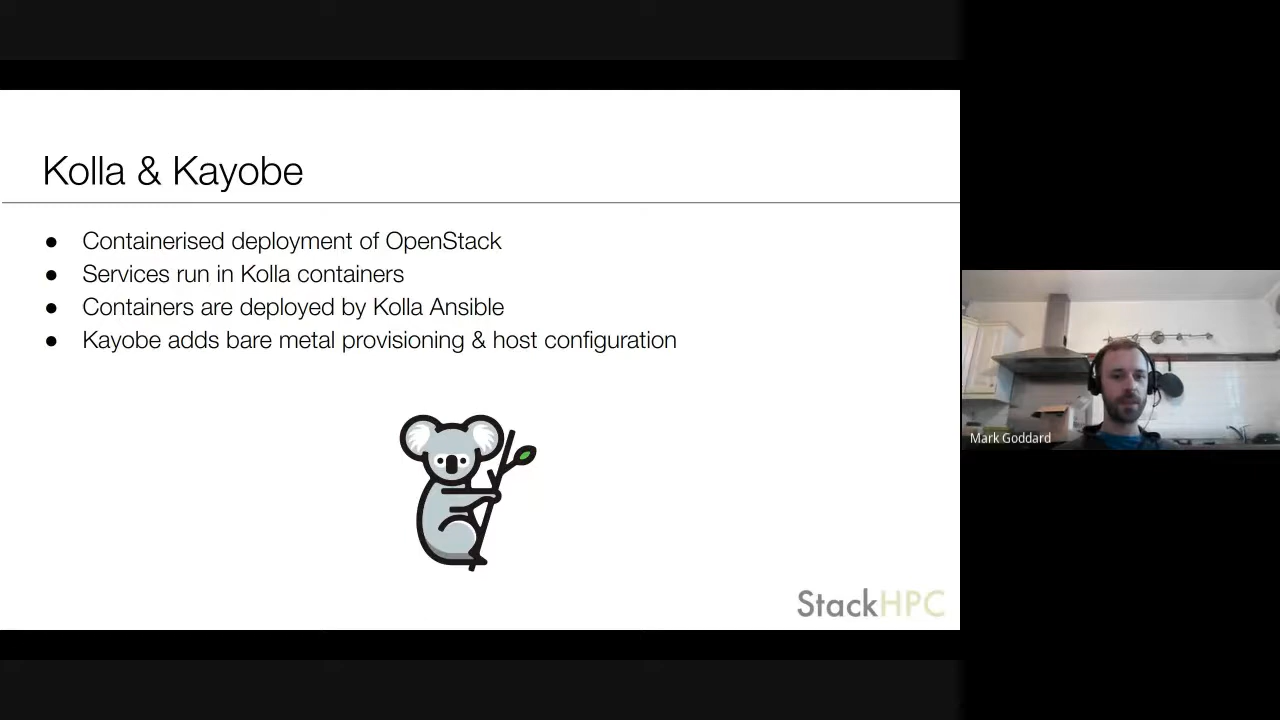 Kolla & Kayobe
● Containerised deployment of OpenStack
● Services run in Kolla containers
● Containers are deployed by Kolla Ansible
● Kayobe adds bare metal provisioning & host configuration
Mark Goddard
StackHPC